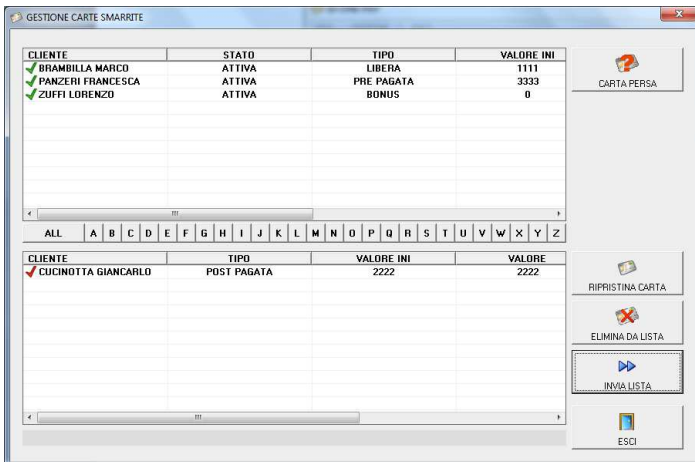 GESTIONE CARTE SMARRITE
CLIENTE STATO TIPO VALORE INI
BRAMBILLA MARCO ATTIVA LIBERA 1111
PANZERI FRANCESCA ATTIVA PRE PAGATA 3333
ZUFFI LORENZO ATTIVA BONUS 0
CARTA PERSA
ALL A B C D E F G H I J K L M N O P Q R S T U V W X Y Z
CLIENTE TIPO VALORE INI VALORE
CUCINOTTA GIANCARLO POST PAGATA 2222 2222
RIPRISTINA CARTA
ELIMINA DA LISTA
INVIA LISTA
ESCI